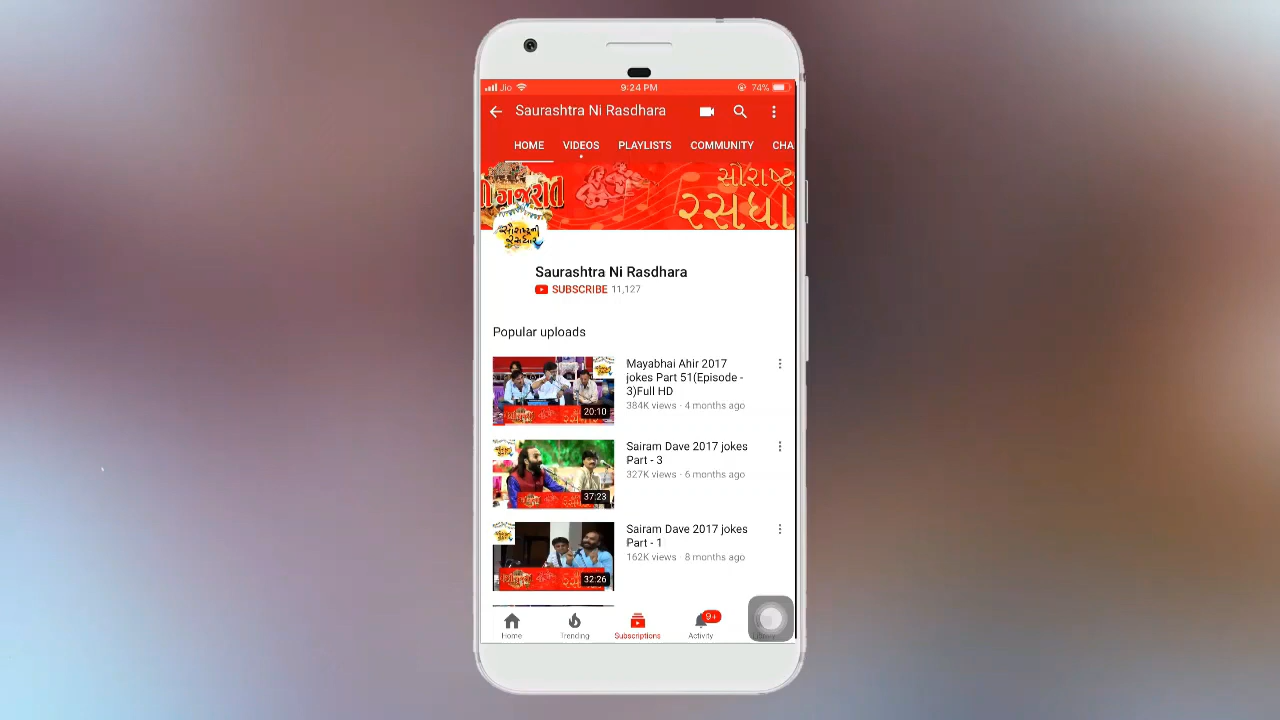 Jio 9:24 PM 74%
Saurashtra Ni Rasdhara
HOME VIDEOS PLAYLISTS COMMUNITY CHA
સૌરાષ્ટ્ર
Saurashtra Ni Rasdhara
SUBSCRIBE 11,127
Popular uploads
Mayabhai Ahir 2017
jokes Part 51(Episode -
3)Full HD
384K views · 4 months ago
20:10
Sairam Dave 2017 jokes
Part - 3
327K views · 6 months ago
37:23
Sairam Dave 2017 jokes
Part - 1
162K views · 8 months ago
32:26
9+
Home Trending Subscriptions Activity